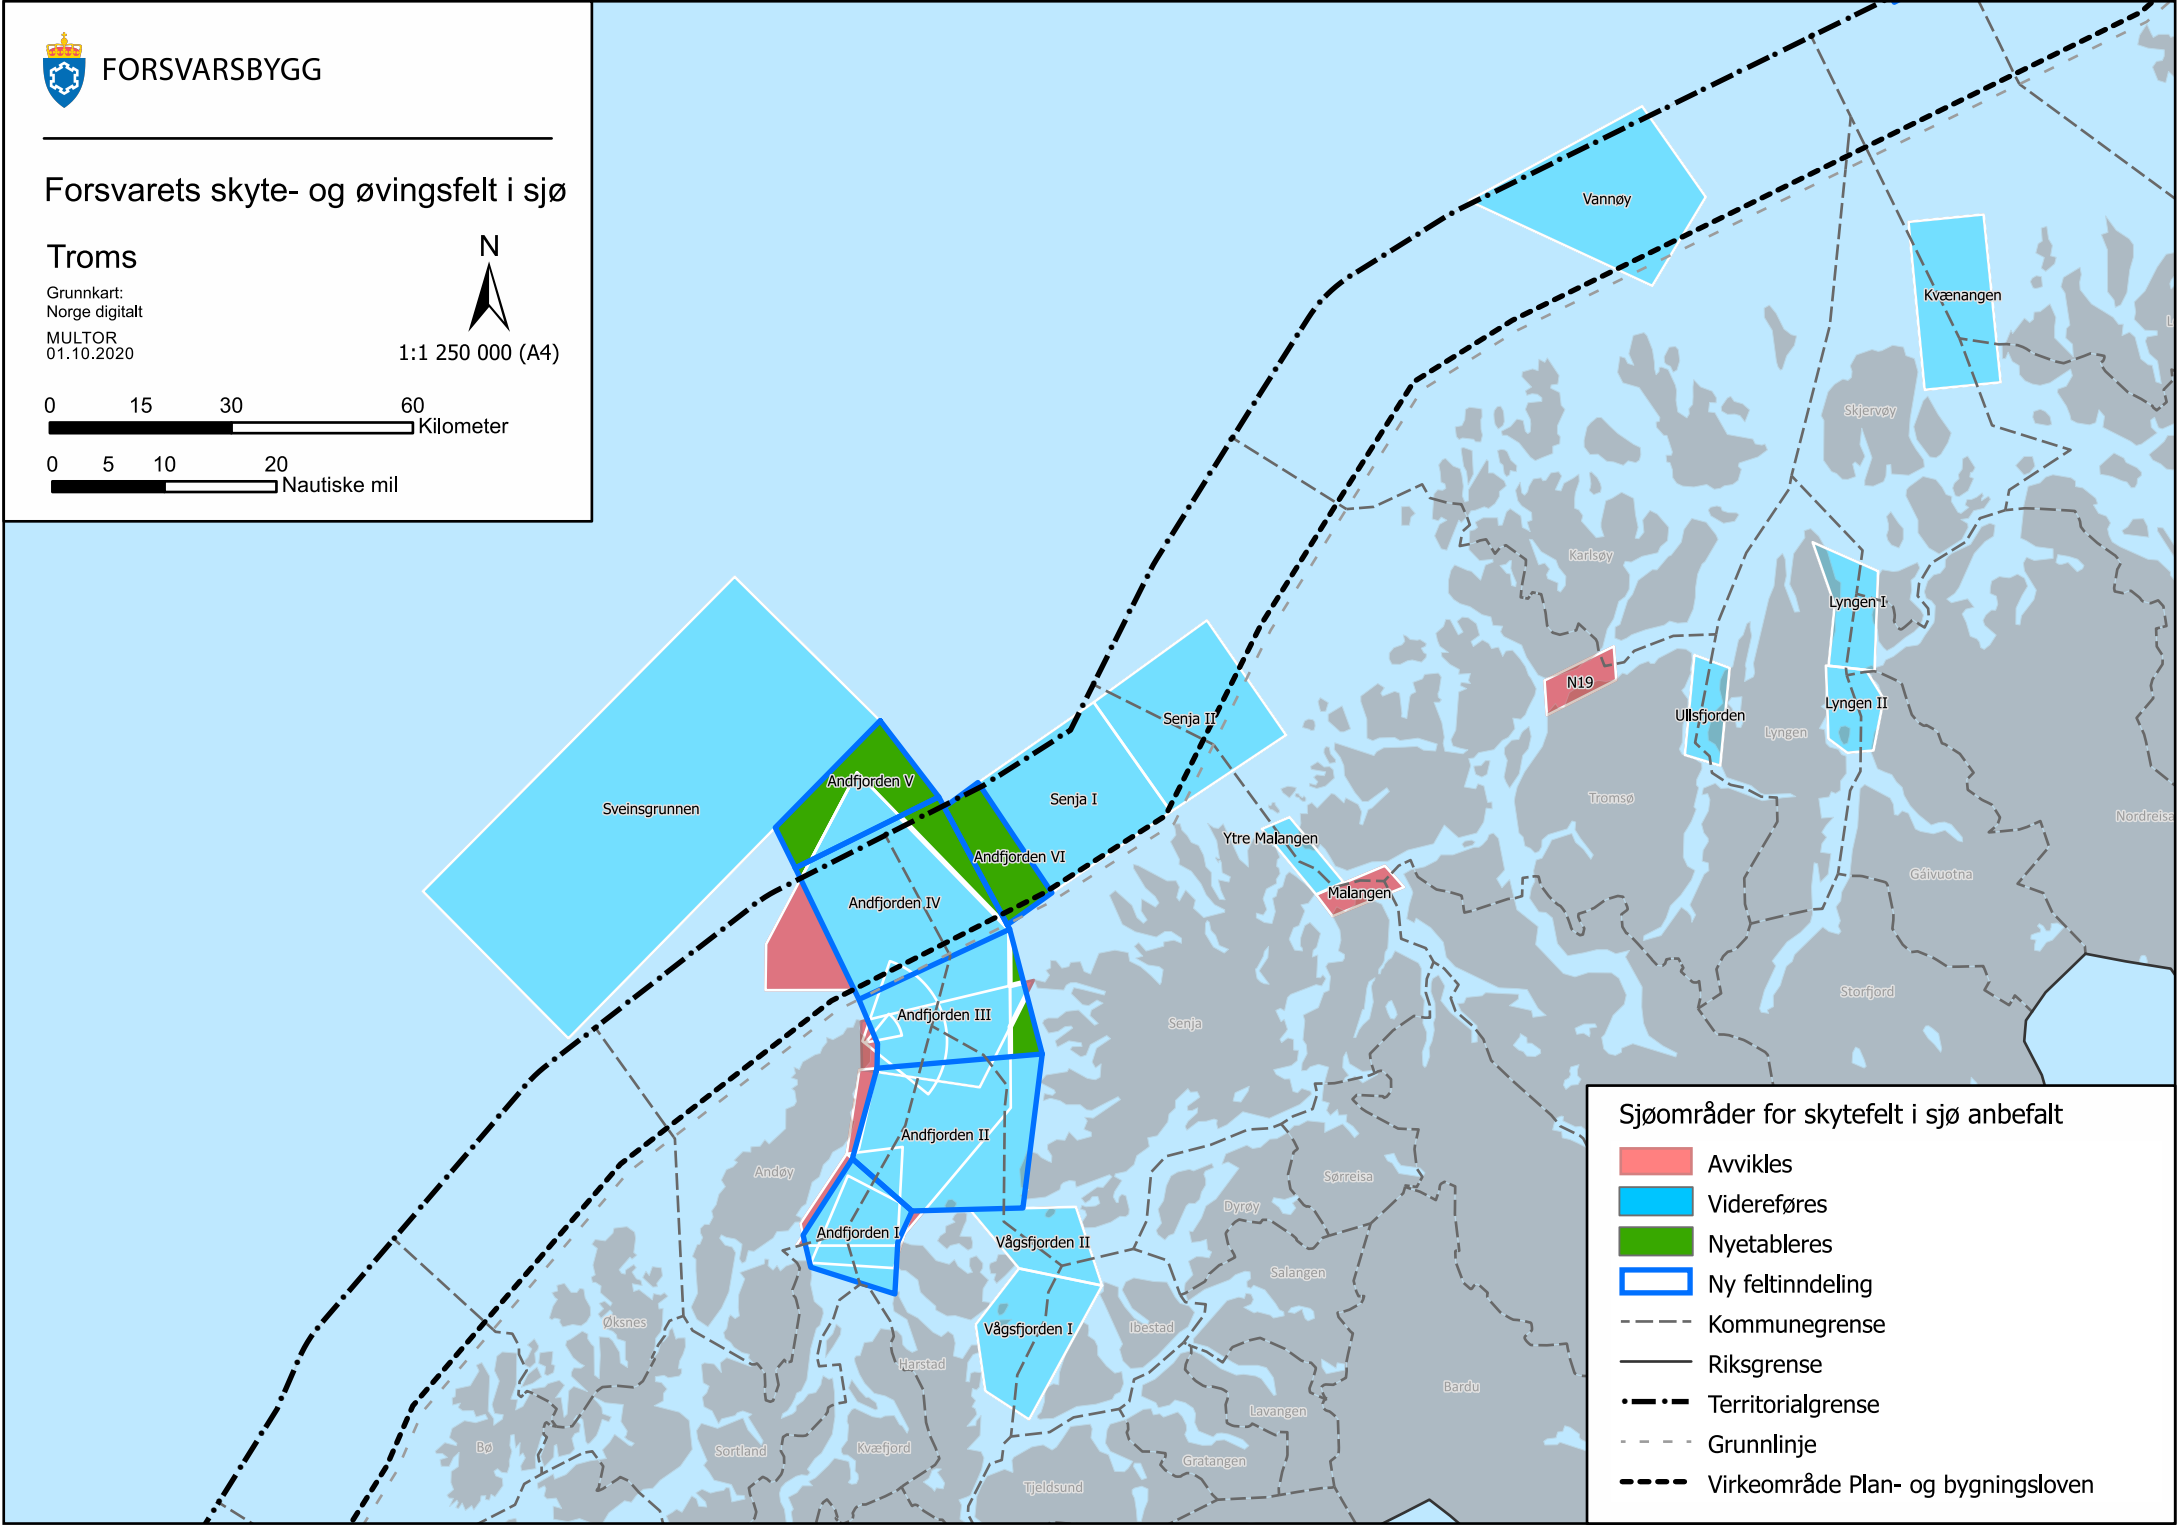 FORSVARSBYGG
Forsvarets skyte- og øvingsfelt i sjø
Troms
Grunnkart:
Norge digitalt
MULTOR
01.10.2020
N
1:1 250 000 (A4)
0 15 30 60
Kilometer
0 5 10 20
Nautiske mil
Vannøy
Kvænangen
Skjervøy
Karlsøy
Lyngen I
N19
Ullsfjorden
Lyngen II
Lyngen
Senja II
Andfjorden V
Senja I
Sveinsgrunnen
Tromsø
Nordreisa
Ytre Malangen
Andfjorden VI
Gáivuotna
Malangen
Andfjorden IV
Storfjord
Andfjorden III
Senja
Andfjorden II
Andøy
Sørreisa
Dyrøy
Andfjorden I
Vågsfjorden II
Salangen
Øksnes
Vågsfjorden I
Ibestad
Harstad
Bardu
Lavangen
Bø
Sortland
Kvæfjord
Gratangen
Tjeldsund
Sjøområder for skytefelt i sjø anbefalt
Avvikles
Videreføres
Nyetableres
Ny feltinndeling
Kommunegrense
Riksgrense
Territorialgrense
Grunnlinje
Virkeområde Plan- og bygningsloven